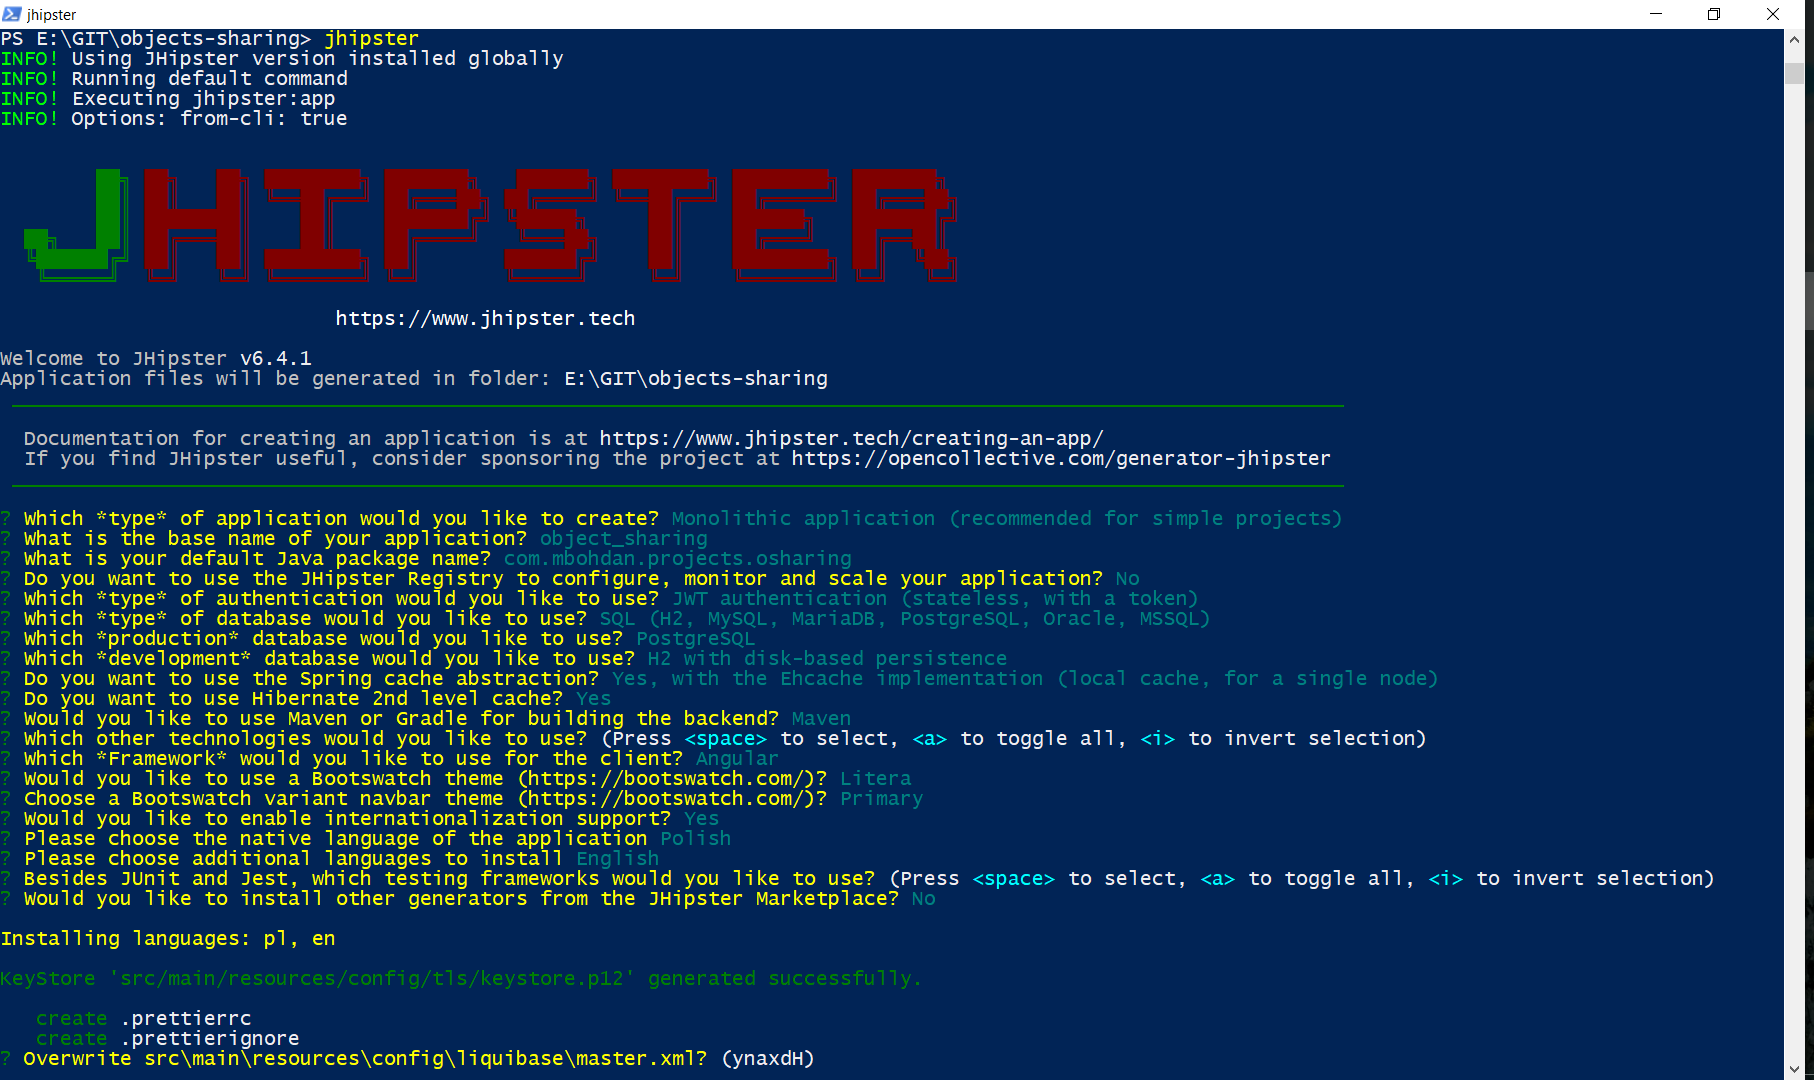 jhipster
PS E:\GIT\objects-sharing> jhipster
INFO! Using JHipster version installed globally
INFO! Running default command
INFO! Executing jhipster:app
INFO! Options: from-cli: true
JHIPSTER
https://www.jhipster.tech
Welcome to JHipster v6.4.1
Application files will be generated in folder: E:\GIT\objects-sharing
Documentation for creating an application is at https://www.jhipster.tech/creating-an-app/
If you find JHipster useful, consider sponsoring the project at https://opencollective.com/generator-jhipster
? Which *type* of application would you like to create? Monolithic application (recommended for simple projects)
? What is the base name of your application? object_sharing
? What is your default Java package name? com.mbohdan.projects.osharing
? Do you want to use the JHipster Registry to configure, monitor and scale your application? No
? Which *type* of authentication would you like to use? JWT authentication (stateless, with a token)
? Which *type* of database would you like to use? SQL (H2, MySQL, MariaDB, PostgreSQL, Oracle, MSSQL)
? Which *production* database would you like to use? PostgreSQL
? Which *development* database would you like to use? H2 with disk-based persistence
? Do you want to use the Spring cache abstraction? Yes, with the Ehcache implementation (local cache, for a single node)
? Do you want to use Hibernate 2nd level cache? Yes
? Would you like to use Maven or Gradle for building the backend? Maven
? Which other technologies would you like to use? (Press <space> to select, <a> to toggle all, <i> to invert selection)
? Which *Framework* would you like to use for the client? Angular
? Would you like to use a Bootswatch theme (https://bootswatch.com/)? Litera
? Choose a Bootswatch variant navbar theme (https://bootswatch.com/)? Primary
? Would you like to enable internationalization support? Yes
? Please choose the native language of the application Polish
? Please choose additional languages to install English
? Besides JUnit and Jest, which testing frameworks would you like to use? (Press <space> to select, <a> to toggle all, <i> to invert selection)
? Would you like to install other generators from the JHipster Marketplace? No
Installing languages: pl, en
KeyStore 'src/main/resources/config/tls/keystore.p12' generated successfully.
create .prettierrc
create .prettierignore
? Overwrite src\main\resources\config\liquibase\master.xml? (ynaxdH)